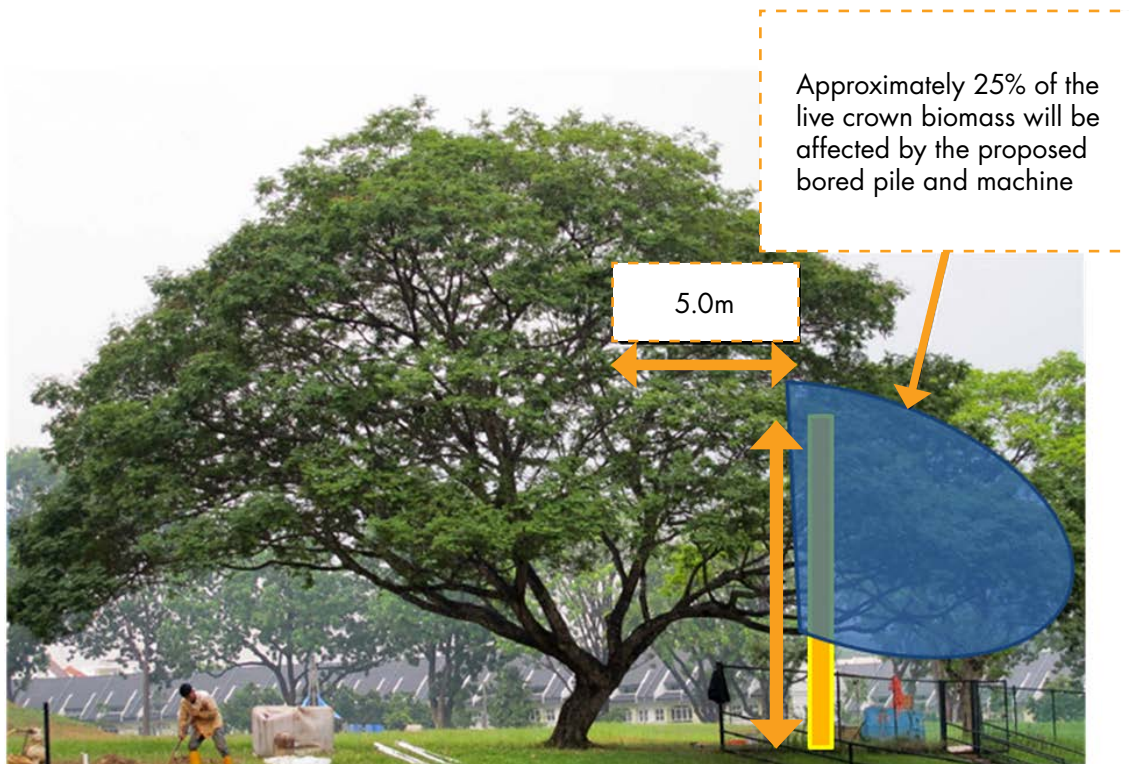 Approximately 25% of the
live crown biomass will be
affected by the proposed
bored pile and machine
5.0m